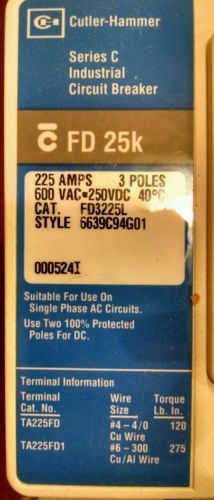 Cutler-Hammer
Series C
Industrial
Circuit Breaker
C FD 25k
225 AMPS 3 POLES
600 VAC=250VDC 40°C
CAT. FD3225L
STYLE 6639C94G01
000524I
Suitable For Use On
Single Phase AC Circuits.
Use Two 100% Protected
Poles For DC.
Terminal Information
Terminal Wire Torque
Cat. No. Size Lb. In.
TA225FD #4-4/0 120
Cu Wire
TA225FD1 #6-300 275
Cu/Al Wire